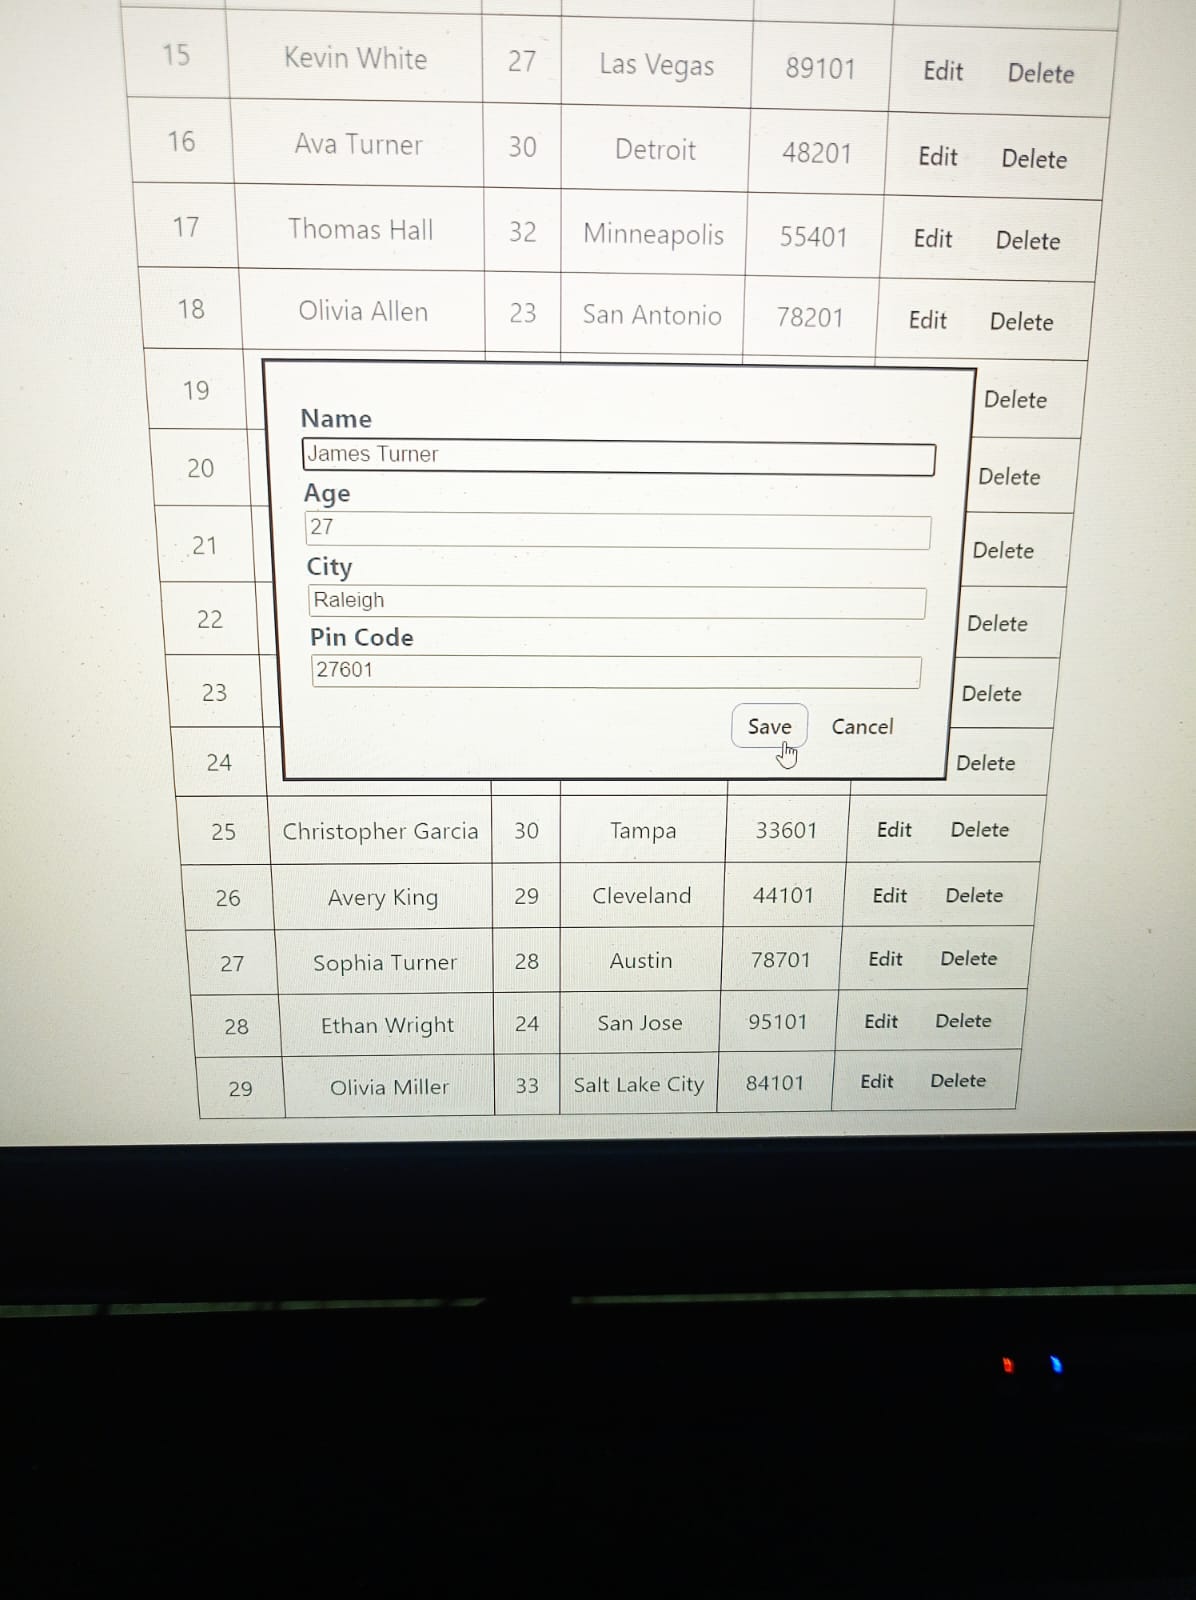 15 Kevin White 27 Las Vegas 89101 Edit Delete
16 Ava Turner 30 Detroit 48201 Edit Delete
17 Thomas Hall 32 Minneapolis 55401 Edit Delete
18 Olivia Allen 23 San Antonio 78201 Edit Delete
19 Delete
20 Delete
21 Delete
22 Delete
23 Delete
24 Delete
Name
James Turner
Age
27
City
Raleigh
Pin Code
27601
Save Cancel
25 Christopher Garcia 30 Tampa 33601 Edit Delete
26 Avery King 29 Cleveland 44101 Edit Delete
27 Sophia Turner 28 Austin 78701 Edit Delete
28 Ethan Wright 24 San Jose 95101 Edit Delete
29 Olivia Miller 33 Salt Lake City 84101 Edit Delete